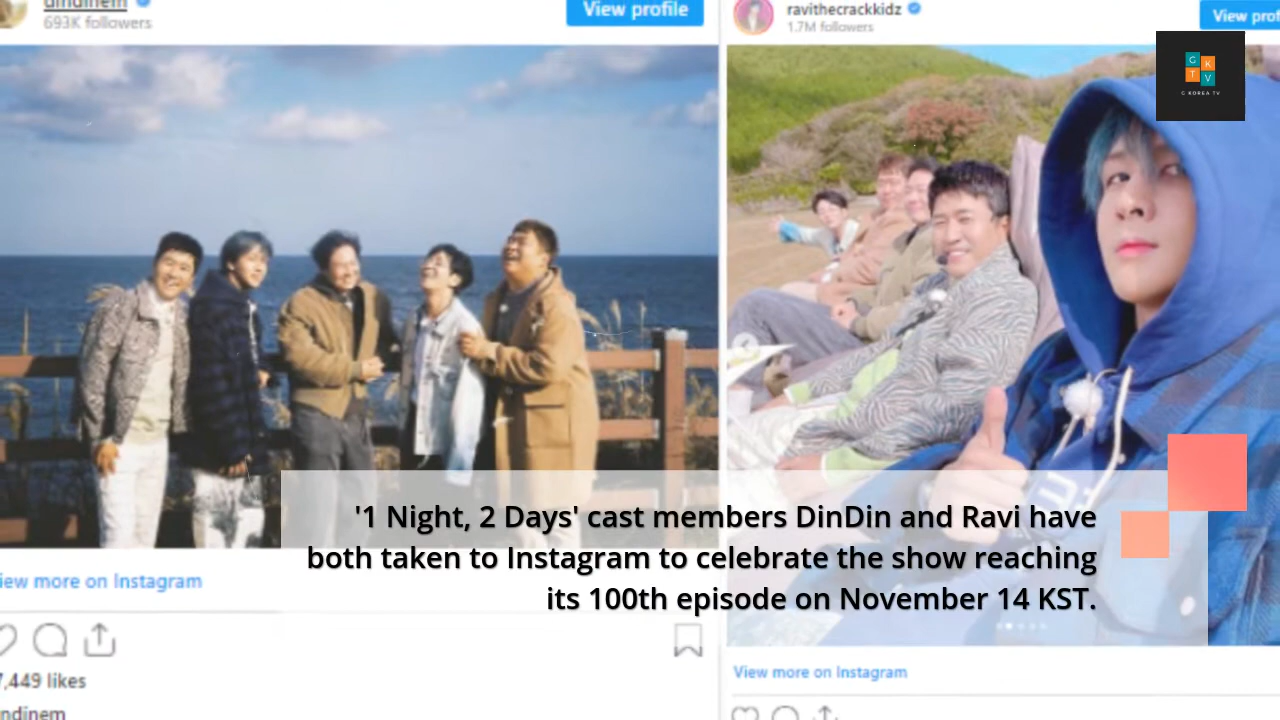 dindinem
693K followers
View profile
ravithecrackkidz
1.7M followers
View prof
G K
T V
G KOREA TV
'1 Night, 2 Days' cast members DinDin and Ravi have
both taken to Instagram to celebrate the show reaching
its 100th episode on November 14 KST.
iew more on Instagram
7,449 likes
ndinem
View more on Instagram